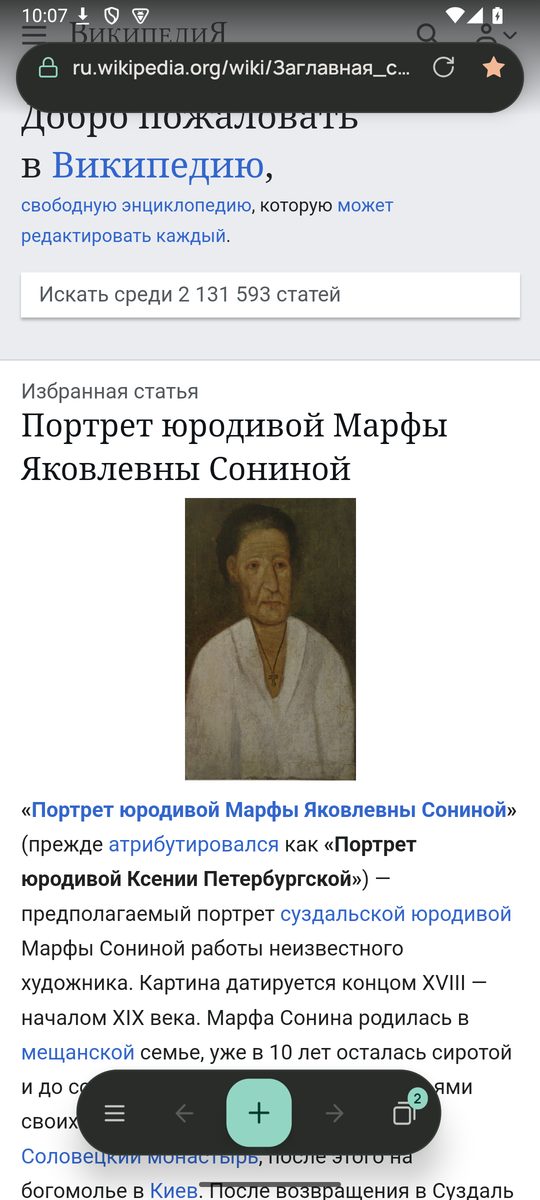 10:07
ВикипедиЯ
ru.wikipedia.org/wiki/Заглавная_с...
Добро пожаловать
в Википедию,
свободную энциклопедию, которую может
редактировать каждый.
Искать среди 2 131 593 статей
Избранная статья
Портрет юродивой Марфы
Яковлевны Сониной
«Портрет юродивой Марфы Яковлевны Сониной»
(прежде атрибутировался как «Портрет
юродивой Ксении Петербургской») —
предполагаемый портрет суздальской юродивой
Марфы Сониной работы неизвестного
художника. Картина датируется концом XVIII —
началом XIX века. Марфа Сонина родилась в
мещанской семье, уже в 10 лет осталась сиротой
и до
своих
2
Соловецкий монастырь, после этого на
богомолье в Киев. После возвращения в Суздаль